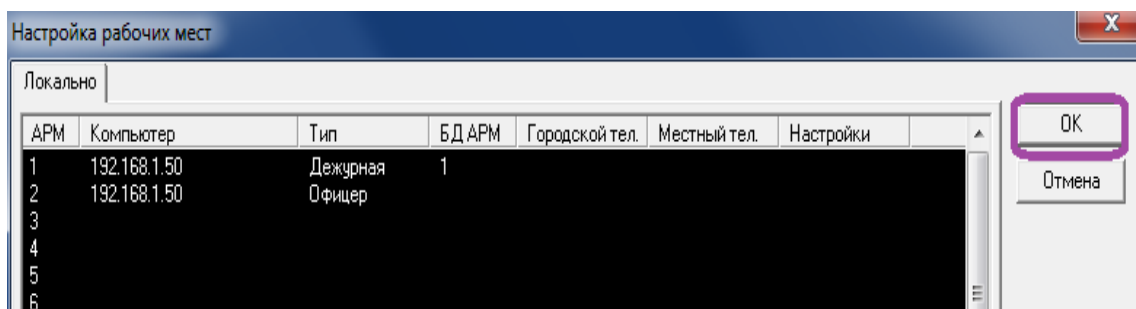 Настройка рабочих мест
Локально
АРМ Компьютер Тип БД АРМ Городской тел. Местный тел. Настройки
1 192.168.1.50 Дежурная 1
2 192.168.1.50 Офицер
3
4
5
6
OK
Отмена